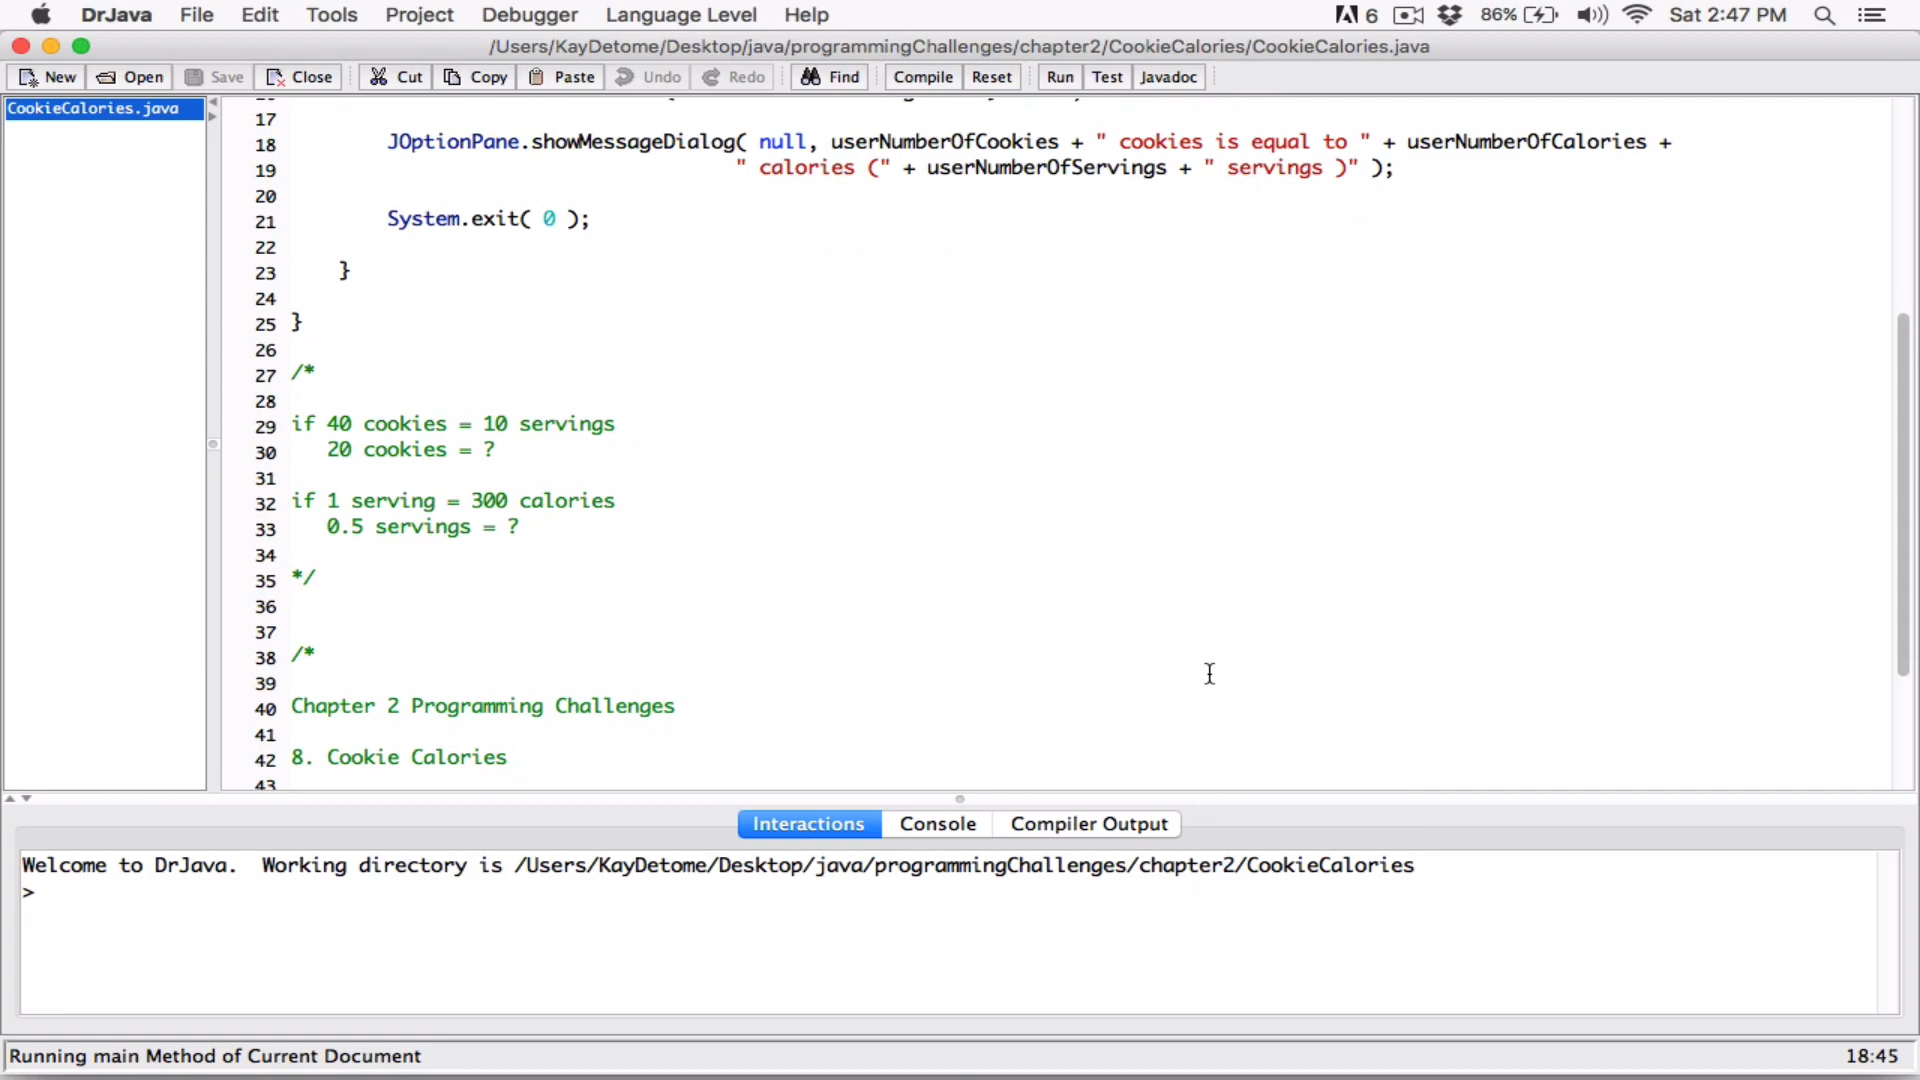 DrJava File Edit Tools Project Debugger Language Level Help 6 86% Sat 2:47 PM
/Users/KayDetome/Desktop/java/programmingChallenges/chapter2/CookieCalories/CookieCalories.java
New Open Save Close Cut Copy Paste Undo Redo Find Compile Reset Run Test Javadoc
CookieCalories.java
17
18 JOptionPane.showMessageDialog( null, userNumberOfCookies + " cookies is equal to " + userNumberOfCalories +
19 " calories (" + userNumberOfServings + " servings )" );
20
21 System.exit( 0 );
22
23 }
24
25 }
26
27 /*
28
29 if 40 cookies = 10 servings
30 20 cookies = ?
31
32 if 1 serving = 300 calories
33 0.5 servings = ?
34
35 */
36
37
38 /*
39
40 Chapter 2 Programming Challenges
41
42 8. Cookie Calories
43
Interactions Console Compiler Output
Welcome to DrJava. Working directory is /Users/KayDetome/Desktop/java/programmingChallenges/chapter2/CookieCalories
>
Running main Method of Current Document 18:45